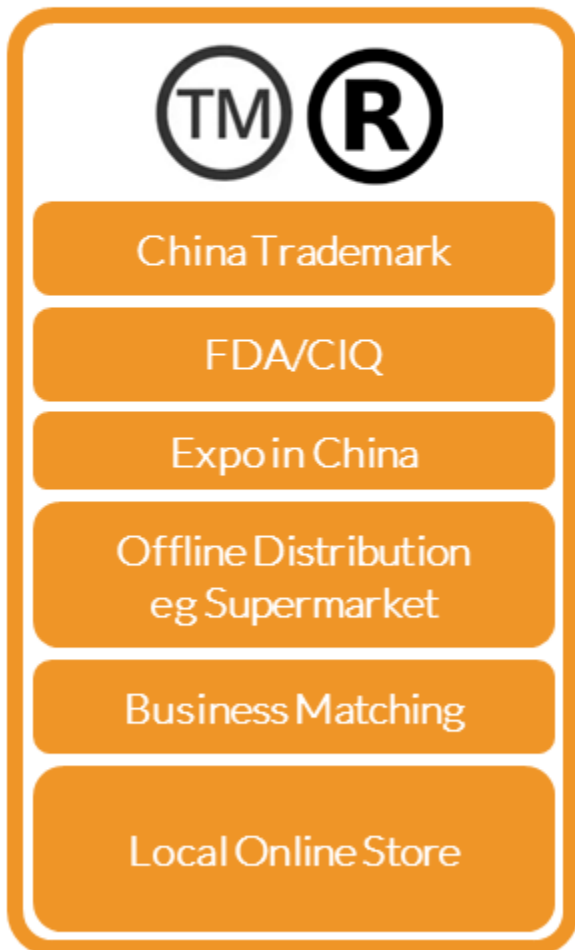 TM R
China Trademark
FDA/CIQ
Expo in China
Offline Distribution
eg Supermarket
Business Matching
Local Online Store